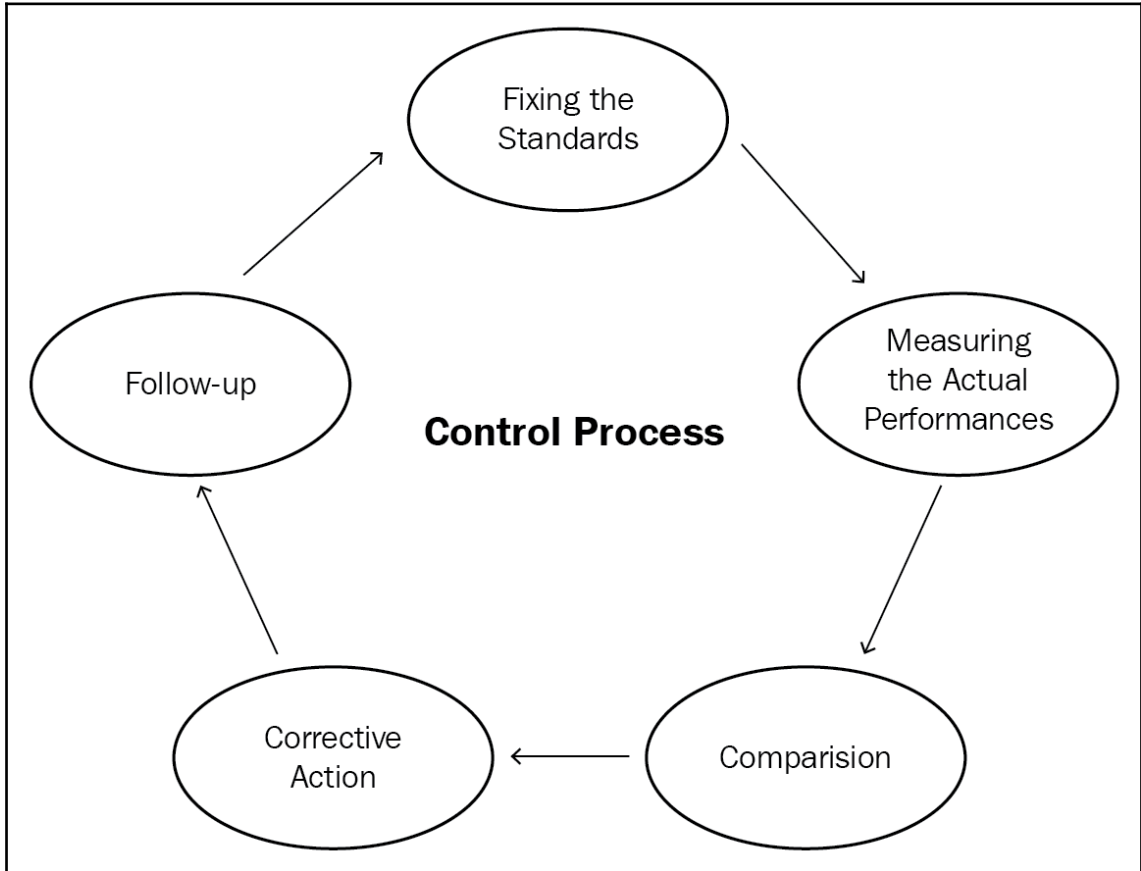 Fixing the
Standards
Measuring
the Actual
Performances
Follow-up
Control Process
Corrective
Action
Comparision